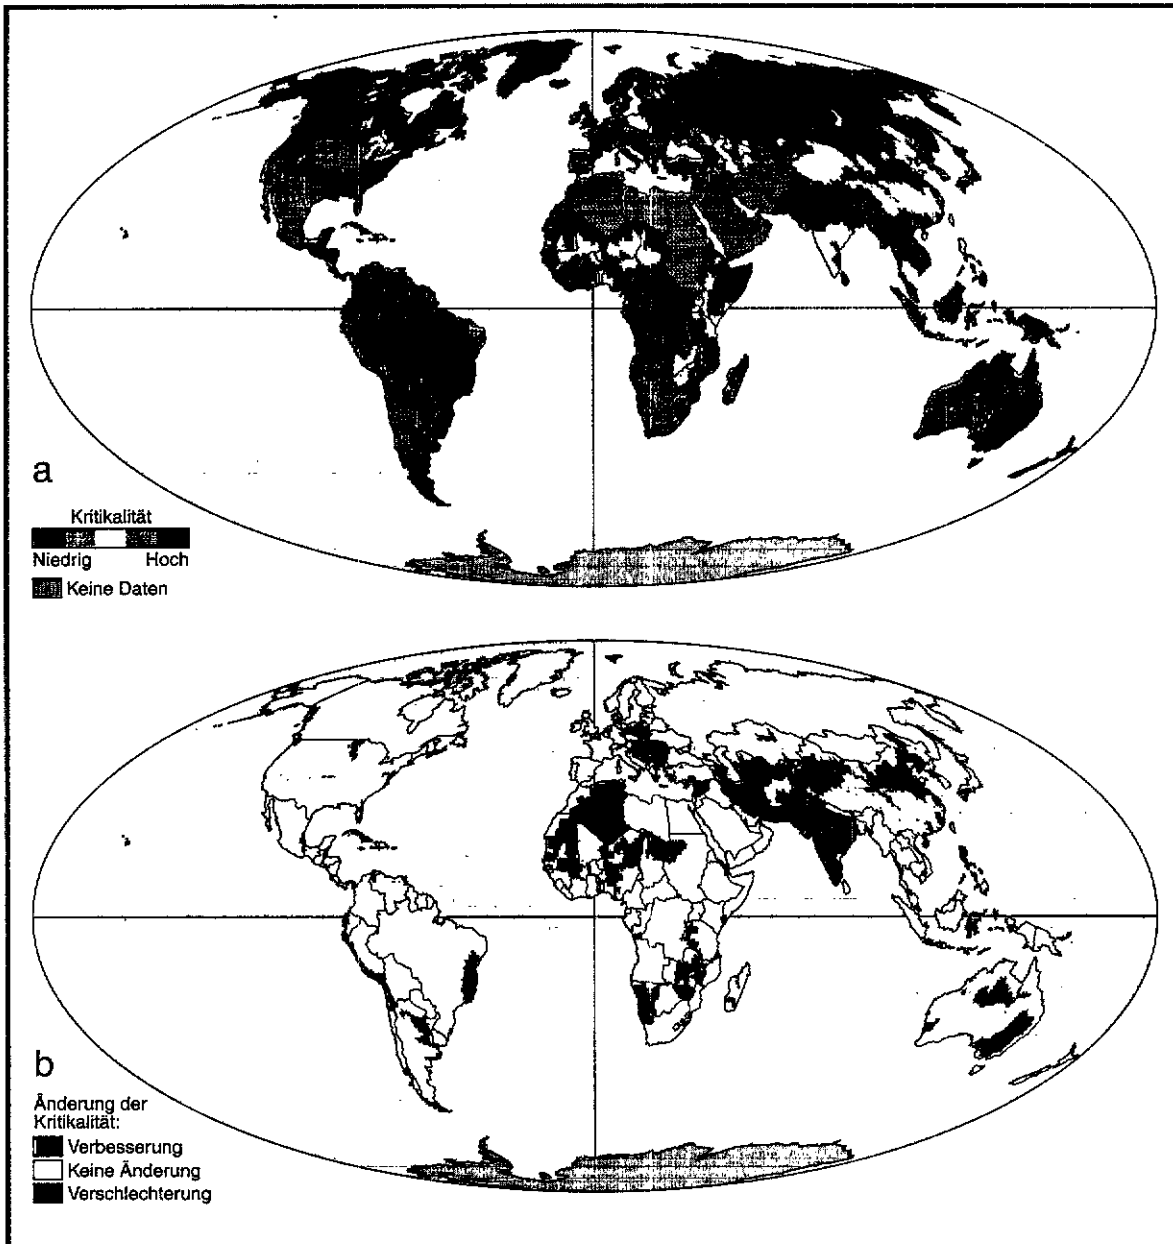 a
Kritikalität
Niedrig Hoch
Keine Daten
b
Änderung der
Kritikalität:
Verbesserung
Keine Änderung
Verschlechterung